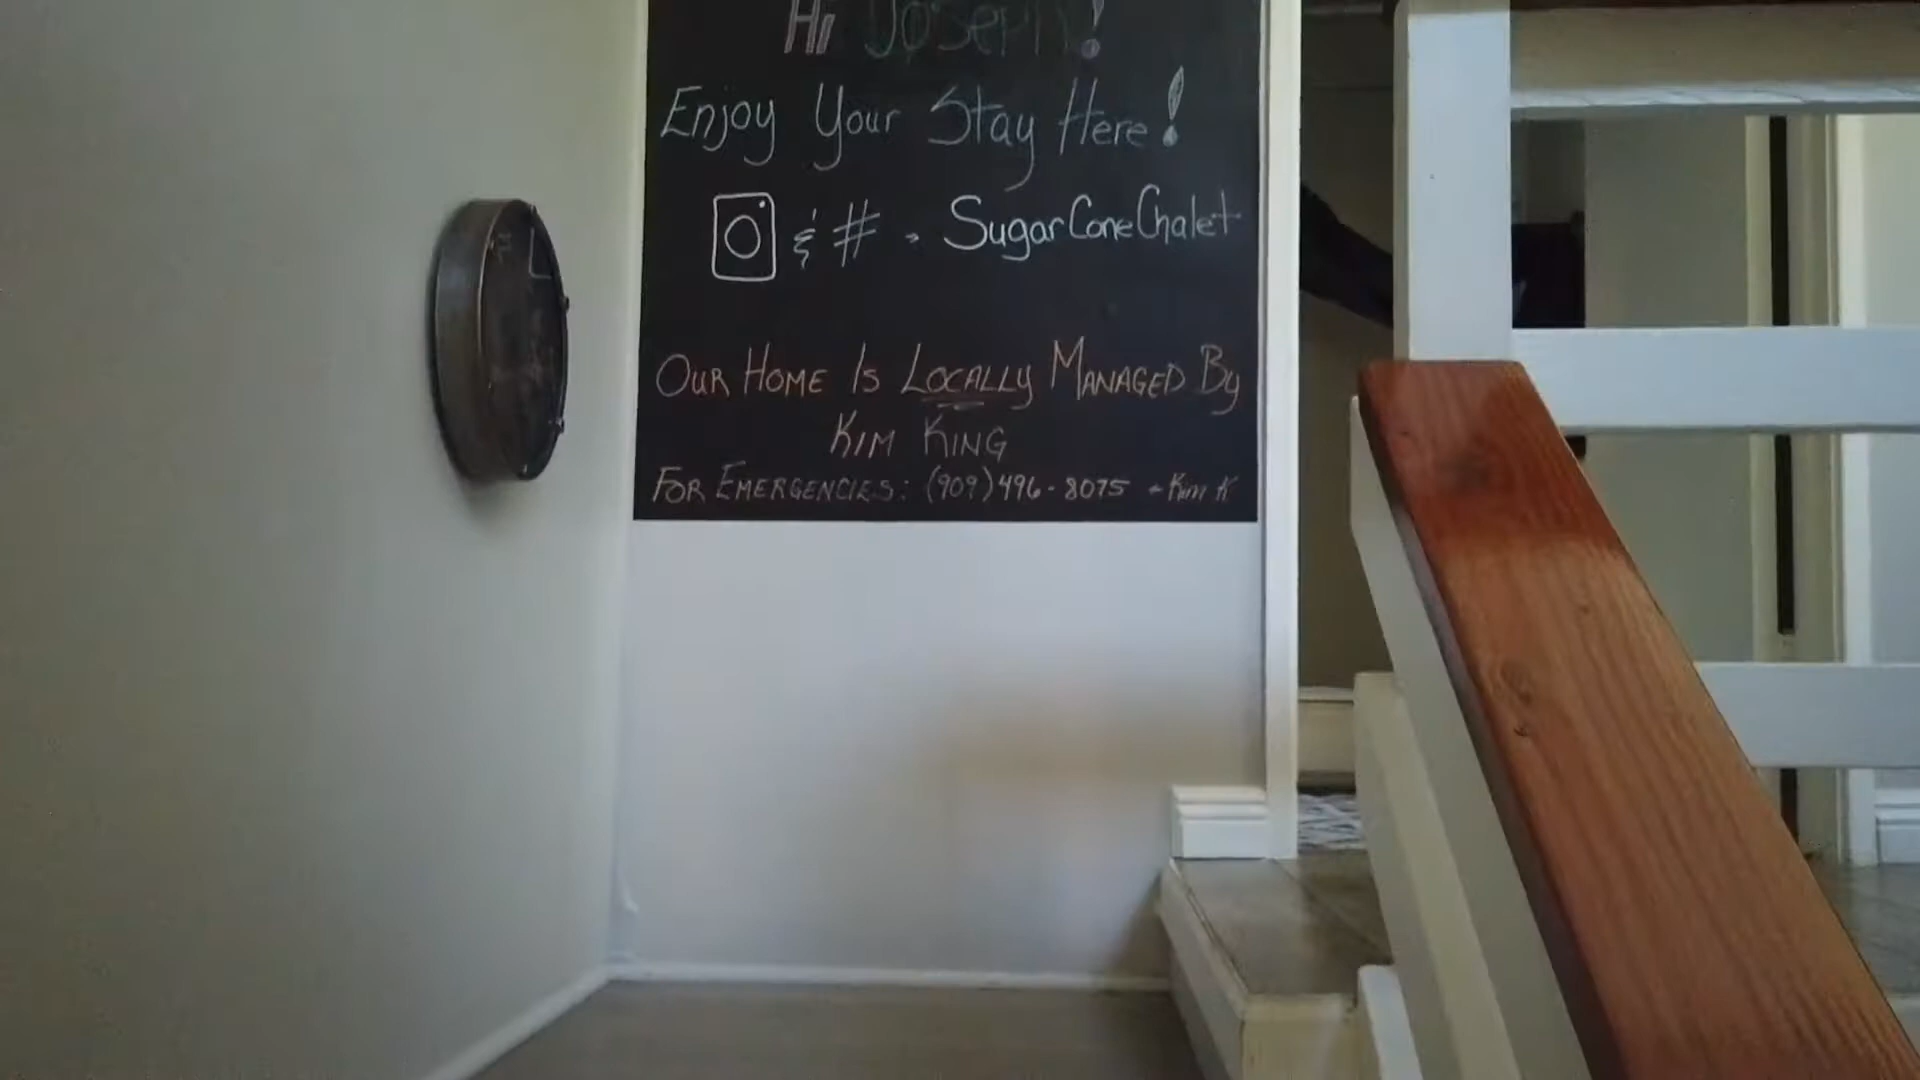 Hi Joseph!
Enjoy Your Stay Here!
& # - SugarConeChalet
Our Home Is Locally Managed By
Kim King
For Emergencies: (909) 496-8075 - Kim K